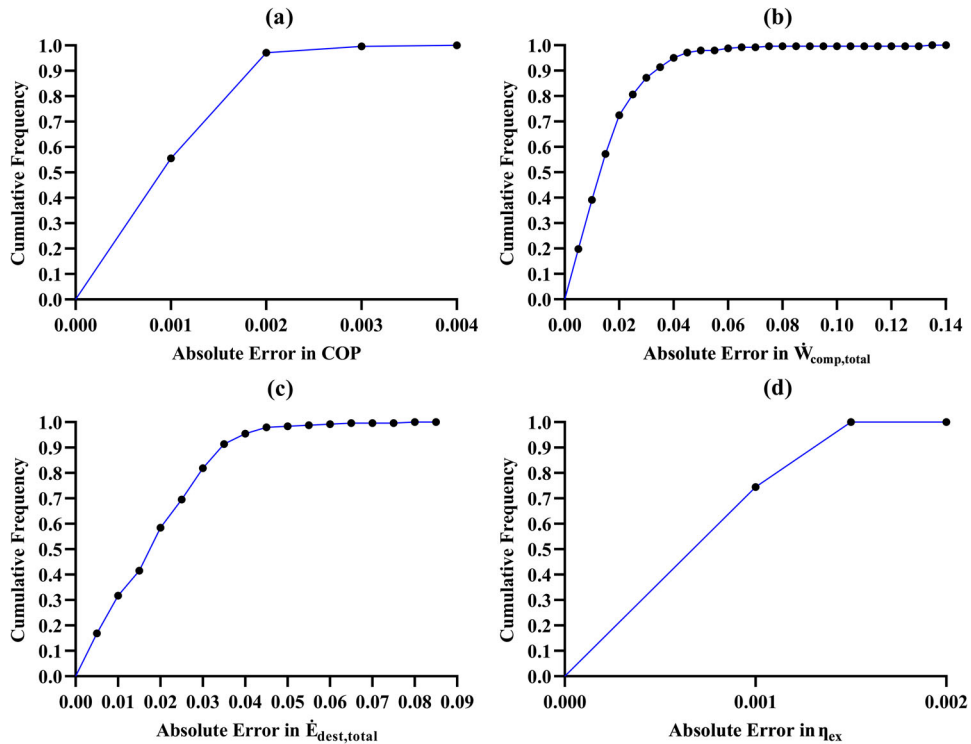 (a)
1.0
0.9
0.8
0.7
0.6
0.5
0.4
0.3
0.2
0.1
0.0
Cumulative Frequency
0.000 0.001 0.002 0.003 0.004
Absolute Error in COP
(b)
1.0
0.9
0.8
0.7
0.6
0.5
0.4
0.3
0.2
0.1
0.0
Cumulative Frequency
0.00 0.02 0.04 0.06 0.08 0.10 0.12 0.14
Absolute Error in Ẇcomp,total
(c)
1.0
0.9
0.8
0.7
0.6
0.5
0.4
0.3
0.2
0.1
0.0
Cumulative Frequency
0.00 0.01 0.02 0.03 0.04 0.05 0.06 0.07 0.08 0.09
Absolute Error in Ėdest,total
(d)
1.0
0.9
0.8
0.7
0.6
0.5
0.4
0.3
0.2
0.1
0.0
Cumulative Frequency
0.000 0.001 0.002
Absolute Error in ηex